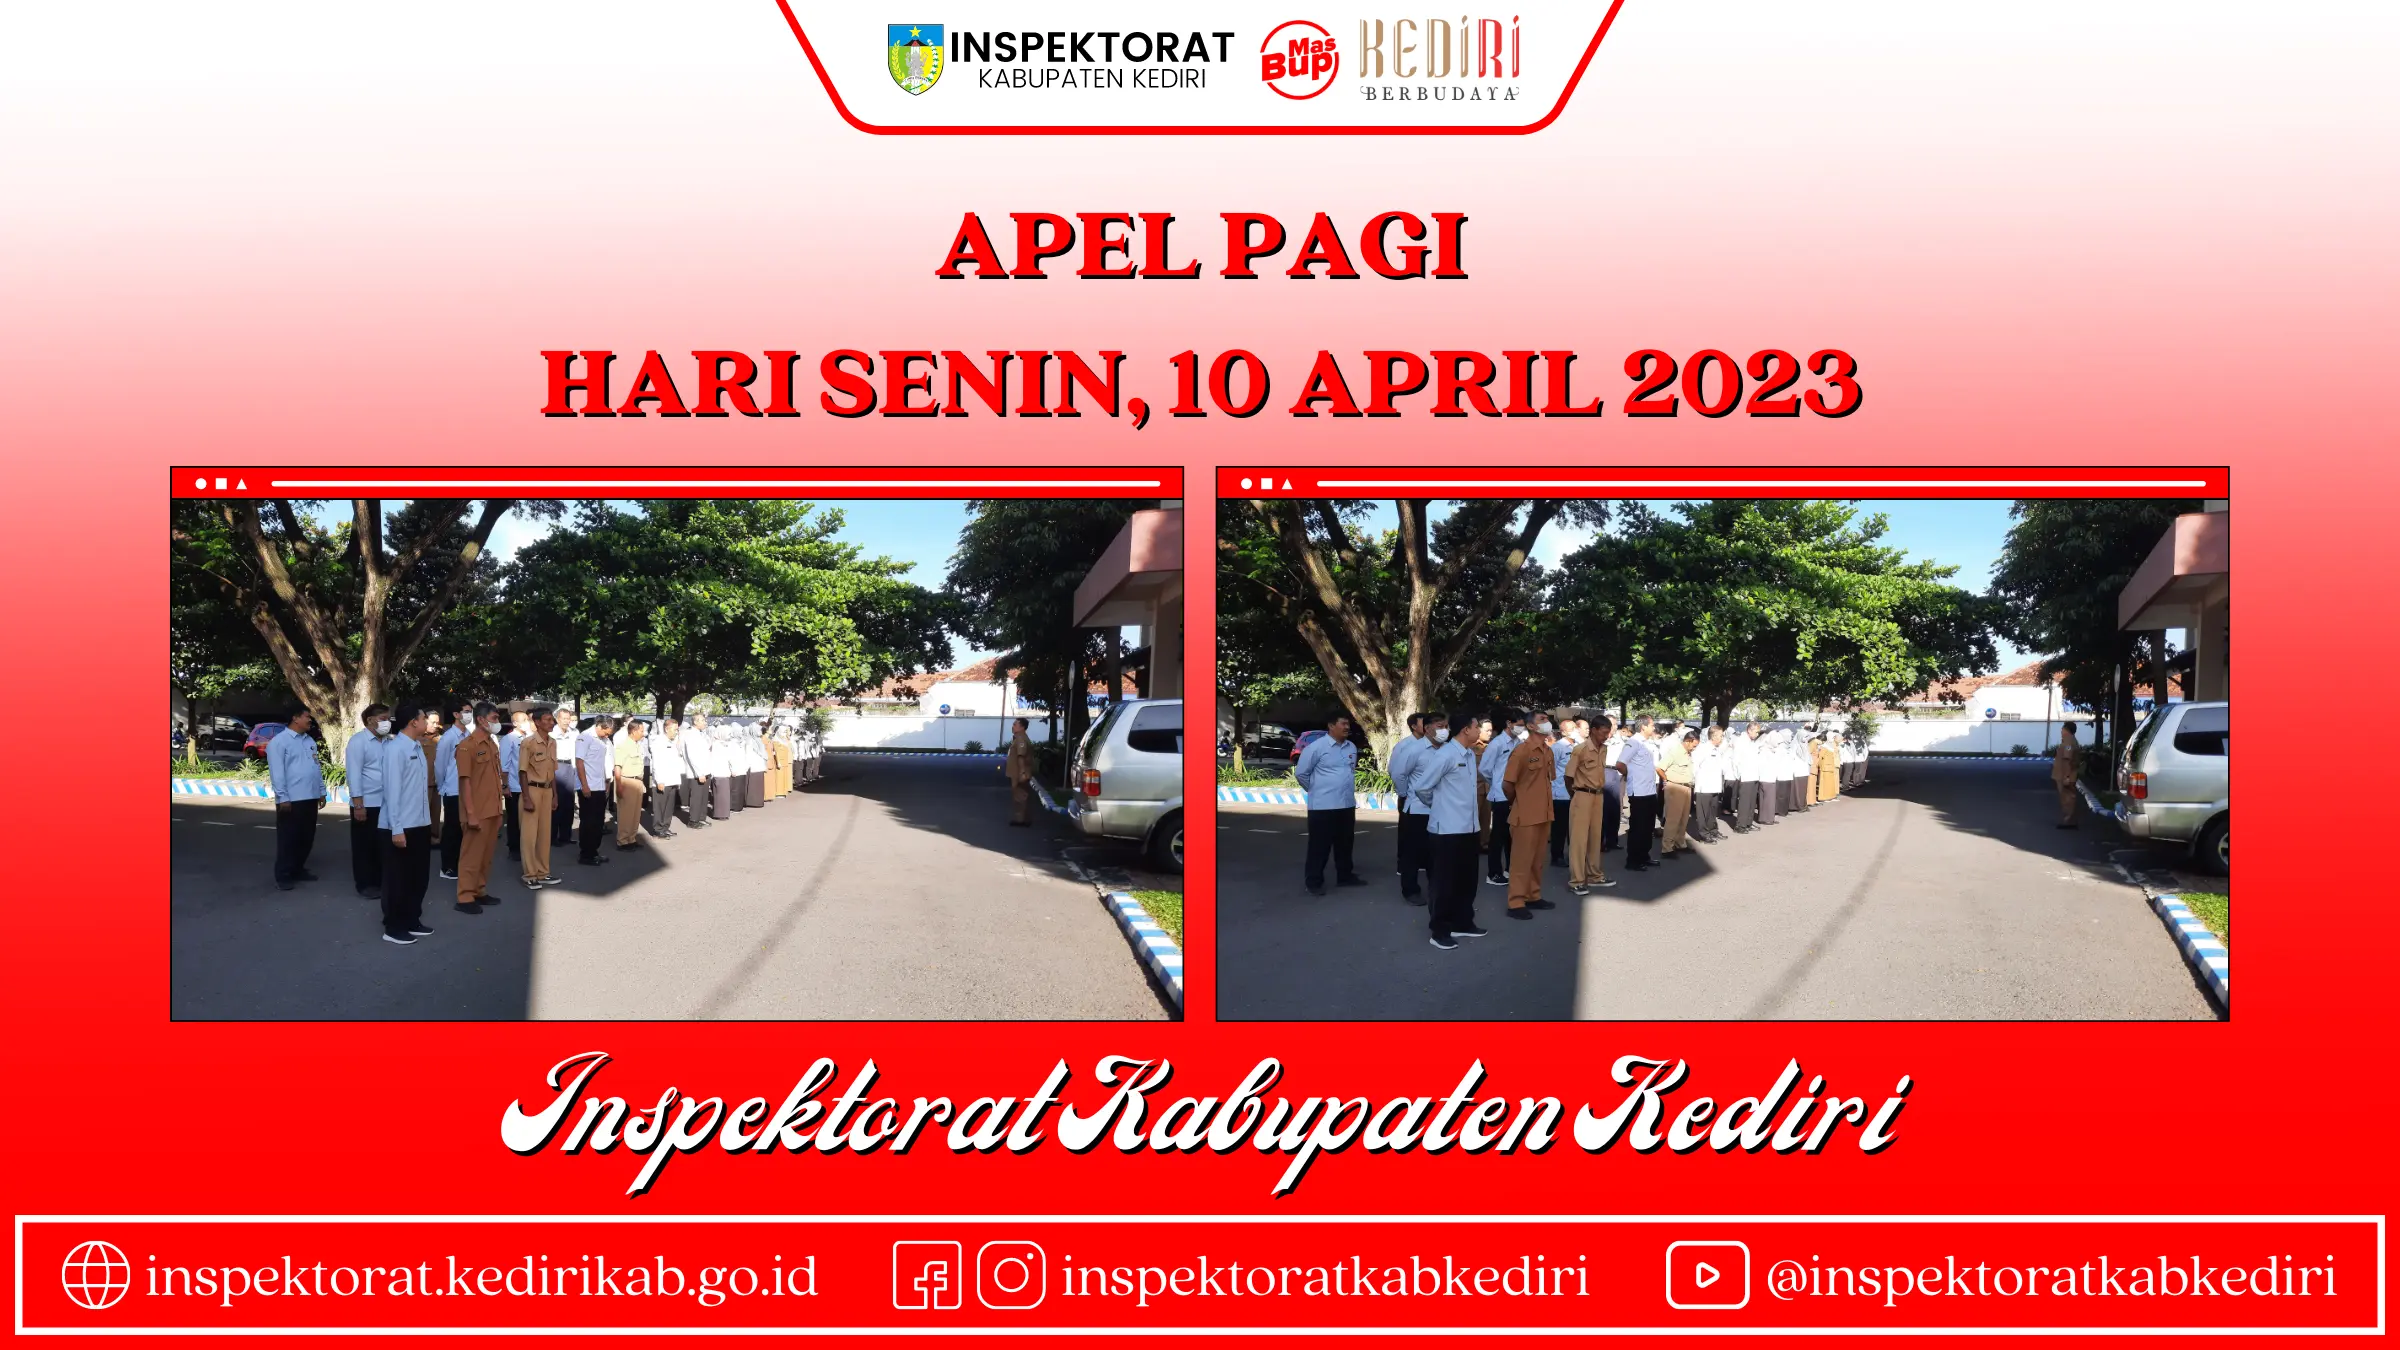 INSPEKTORAT
KABUPATEN KEDIRI
Mas
Bup
KEDIRI
BERBUDAYA
APEL PAGI
HARI SENIN, 10 APRIL 2023
Inspektorat Kabupaten Kediri
inspektorat.kedirikab.go.id
inspektoratkabkediri
@inspektoratkabkediri